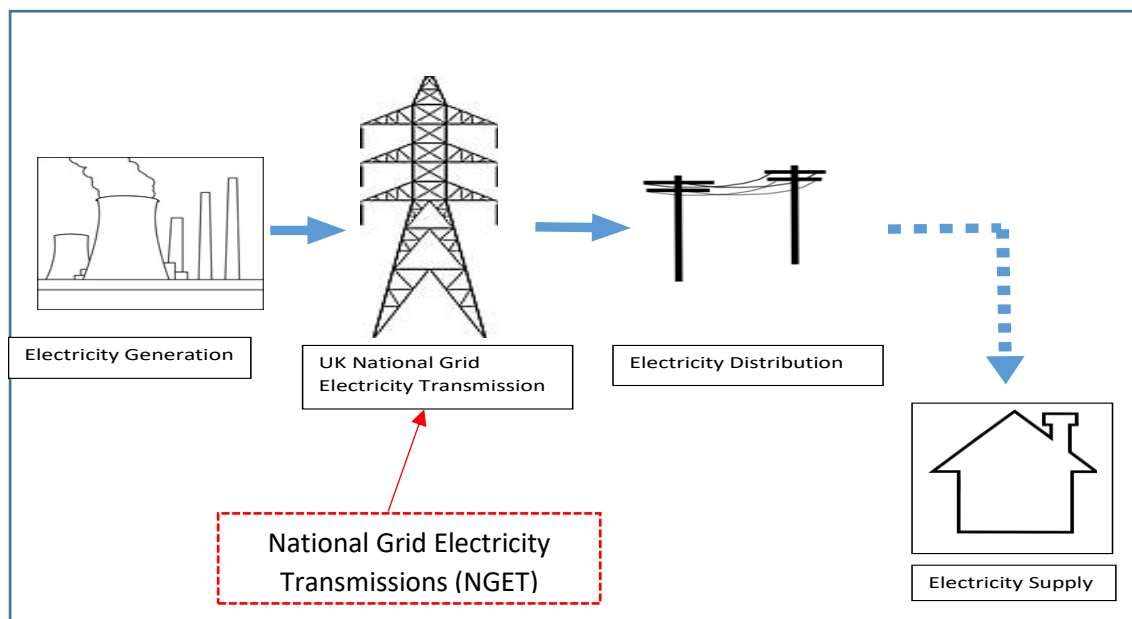 Electricity Generation
UK National Grid
Electricity Transmission
Electricity Distribution
National Grid Electricity
Transmissions (NGET)
Electricity Supply